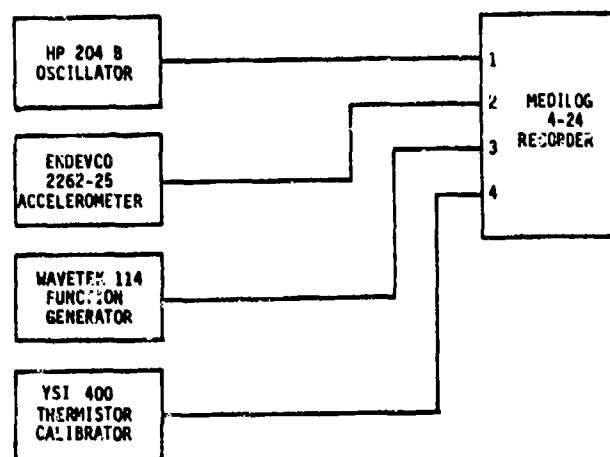 HP 204 B
OSCILLATOR
1
2
3
4
MEDILOG
4-24
RECORDER
ENDEVCO
2262-25
ACCELEROMETER
WAVETEK 114
FUNCTION
GENERATOR
YSI 400
THERMISTOR
CALIBRATOR